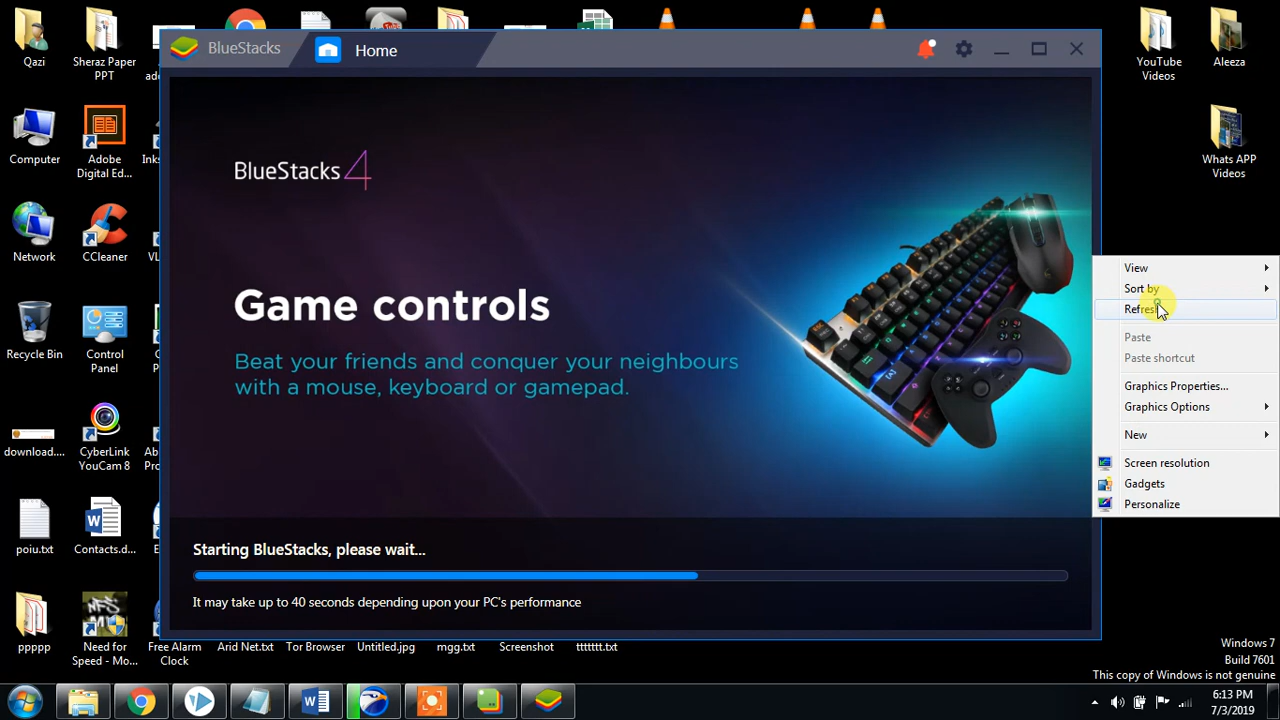 BlueStacks
Home
Qazi
Sheraz Paper
PPT
YouTube
Videos
Aleeza
Computer
Adobe
Digital Ed...
Whats APP
Videos
Network
CCleaner
Recycle Bin
Control
Panel
download....
CyberLink
YouCam 8
poiu.txt
Contacts.d...
ppppp
Need for
Speed - Mo...
Free Alarm
Clock
Arid Net.txt
Tor Browser
Untitled.jpg
mgg.txt
Screenshot
ttttttt.txt
BlueStacks 4
Game controls
Beat your friends and conquer your neighbours
with a mouse, keyboard or gamepad.
Starting BlueStacks, please wait...
It may take up to 40 seconds depending upon your PC's performance
View
Sort by
Refresh
Paste
Paste shortcut
Graphics Properties...
Graphics Options
New
Screen resolution
Gadgets
Personalize
Windows 7
Build 7601
This copy of Windows is not genuine
6:13 PM
7/3/2019